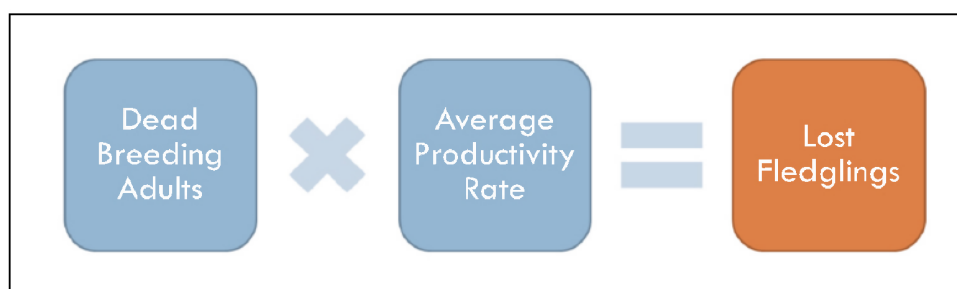 Dead
Breeding
Adults
Average
Productivity
Rate
Lost
Fledglings